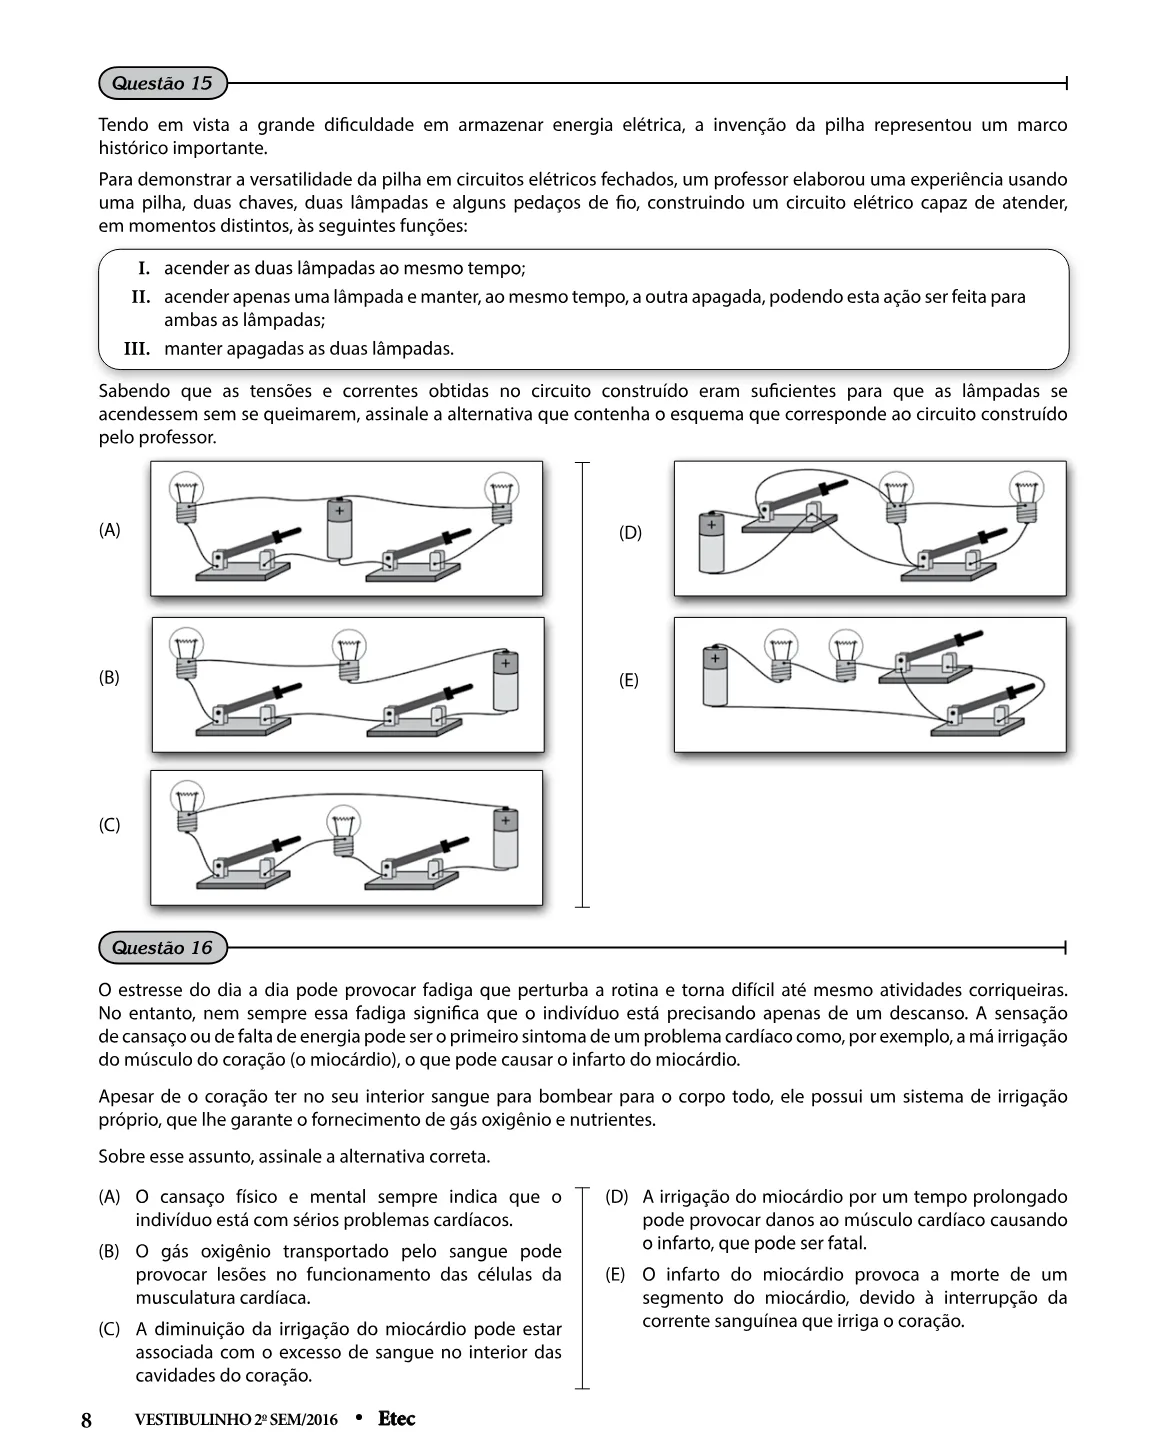 Questão 15
Tendo em vista a grande dificuldade em armazenar energia elétrica, a invenção da pilha representou um marco
histórico importante.
Para demonstrar a versatilidade da pilha em circuitos elétricos fechados, um professor elaborou uma experiência usando
uma pilha, duas chaves, duas lâmpadas e alguns pedaços de fio, construindo um circuito elétrico capaz de atender,
em momentos distintos, às seguintes funções:
I. acender as duas lâmpadas ao mesmo tempo;
II. acender apenas uma lâmpada e manter, ao mesmo tempo, a outra apagada, podendo esta ação ser feita para
ambas as lâmpadas;
III. manter apagadas as duas lâmpadas.
Sabendo que as tensões e correntes obtidas no circuito construído eram suficientes para que as lâmpadas se
acendessem sem se queimarem, assinale a alternativa que contenha o esquema que corresponde ao circuito construído
pelo professor.
(A)
+
(B)
+
(C)
+
(D)
+
(E)
+
Questão 16
O estresse do dia a dia pode provocar fadiga que perturba a rotina e torna difícil até mesmo atividades corriqueiras.
No entanto, nem sempre essa fadiga significa que o indivíduo está precisando apenas de um descanso. A sensação
de cansaço ou de falta de energia pode ser o primeiro sintoma de um problema cardíaco como, por exemplo, a má irrigação
do músculo do coração (o miocárdio), o que pode causar o infarto do miocárdio.
Apesar de o coração ter no seu interior sangue para bombear para o corpo todo, ele possui um sistema de irrigação
próprio, que lhe garante o fornecimento de gás oxigênio e nutrientes.
Sobre esse assunto, assinale a alternativa correta.
(A) O cansaço físico e mental sempre indica que o
indivíduo está com sérios problemas cardíacos.
(B) O gás oxigênio transportado pelo sangue pode
provocar lesões no funcionamento das células da
musculatura cardíaca.
(C) A diminuição da irrigação do miocárdio pode estar
associada com o excesso de sangue no interior das
cavidades do coração.
(D) A irrigação do miocárdio por um tempo prolongado
pode provocar danos ao músculo cardíaco causando
o infarto, que pode ser fatal.
(E) O infarto do miocárdio provoca a morte de um
segmento do miocárdio, devido à interrupção da
corrente sanguínea que irriga o coração.
8 VESTIBULINHO 2º SEM/2016 • Etec